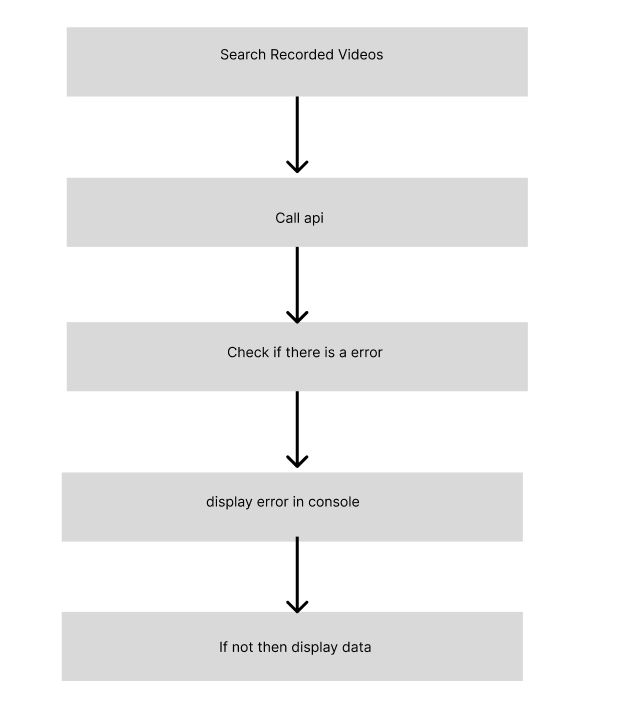 Search Recorded Videos
Call api
Check if there is a error
display error in console
If not then display data